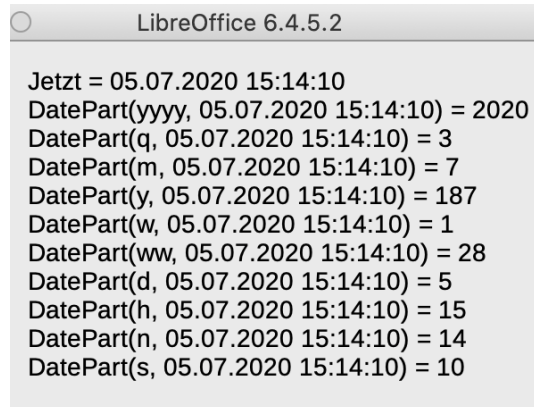 LibreOffice 6.4.5.2
Jetzt = 05.07.2020 15:14:10
DatePart(yyyy, 05.07.2020 15:14:10) = 2020
DatePart(q, 05.07.2020 15:14:10) = 3
DatePart(m, 05.07.2020 15:14:10) = 7
DatePart(y, 05.07.2020 15:14:10) = 187
DatePart(w, 05.07.2020 15:14:10) = 1
DatePart(ww, 05.07.2020 15:14:10) = 28
DatePart(d, 05.07.2020 15:14:10) = 5
DatePart(h, 05.07.2020 15:14:10) = 15
DatePart(n, 05.07.2020 15:14:10) = 14
DatePart(s, 05.07.2020 15:14:10) = 10